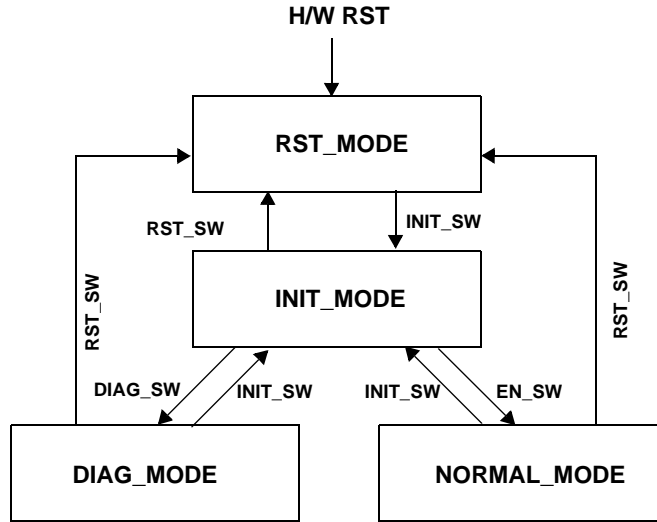 H/W RST
RST_MODE
RST_SW
INIT_SW
INIT_MODE
RST_SW
RST_SW
DIAG_SW
INIT_SW
INIT_SW
EN_SW
DIAG_MODE
NORMAL_MODE